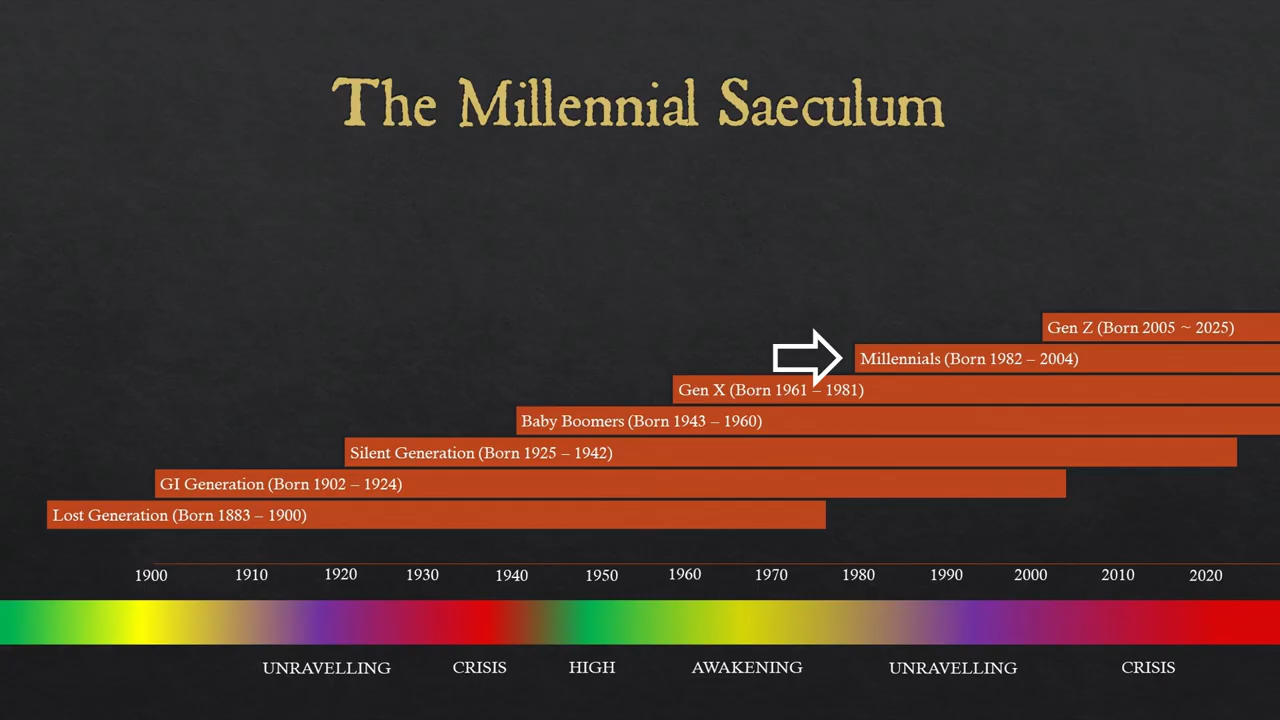 The Millennial Saeculum
Gen Z (Born 2005 ~ 2025)
Millennials (Born 1982 – 2004)
Gen X (Born 1961 – 1981)
Baby Boomers (Born 1943 – 1960)
Silent Generation (Born 1925 – 1942)
GI Generation (Born 1902 – 1924)
Lost Generation (Born 1883 – 1900)
1900 1910 1920 1930 1940 1950 1960 1970 1980 1990 2000 2010 2020
UNRAVELLING CRISIS HIGH AWAKENING UNRAVELLING CRISIS